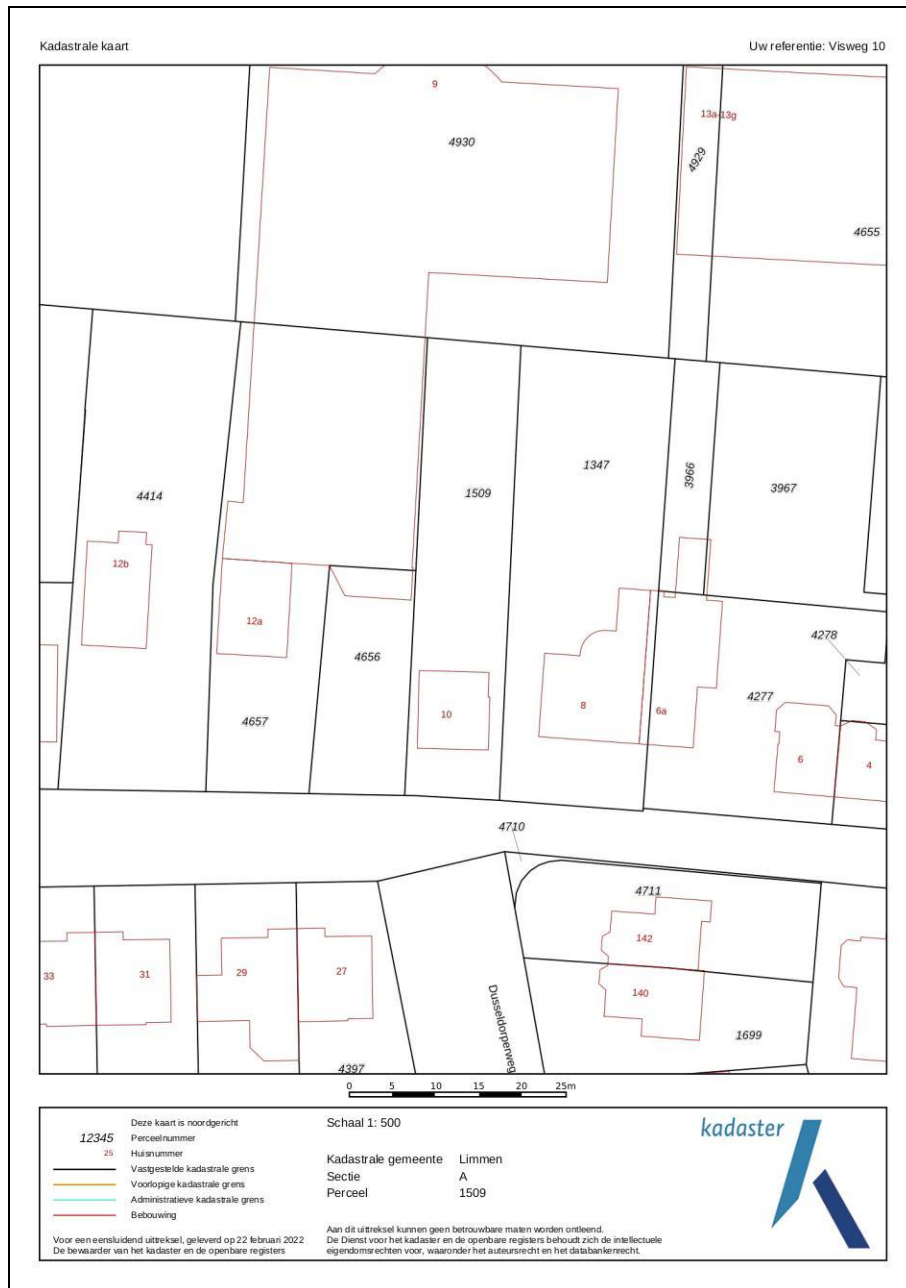 Kadastrale kaart
Uw referentie: Visweg 10
9
13a-13g
4930
4929
4655
4414
1509
1347
3966
3967
12b
12a
4656
4278
4657
10
8
6a
4277
6
4
4710
4711
33
31
29
27
142
140
Dusseldorperweg
1699
4397
0 5 10 15 20 25m
Deze kaart is noordgericht
12345 Perceelnummer
25 Huisnummer
Vastgestelde kadastrale grens
Voorlopige kadastrale grens
Administratieve kadastrale grens
Bebouwing
Voor een eensluidend uittreksel, geleverd op 22 februari 2022
De bewaarder van het kadaster en de openbare registers
Schaal 1: 500
Kadastrale gemeente Limmen
Sectie A
Perceel 1509
Aan dit uittreksel kunnen geen betrouwbare maten worden ontleend.
De Dienst voor het kadaster en de openbare registers behoudt zich de intellectuele
eigendomsrechten voor, waaronder het auteursrecht en het databankenrecht.
kadaster